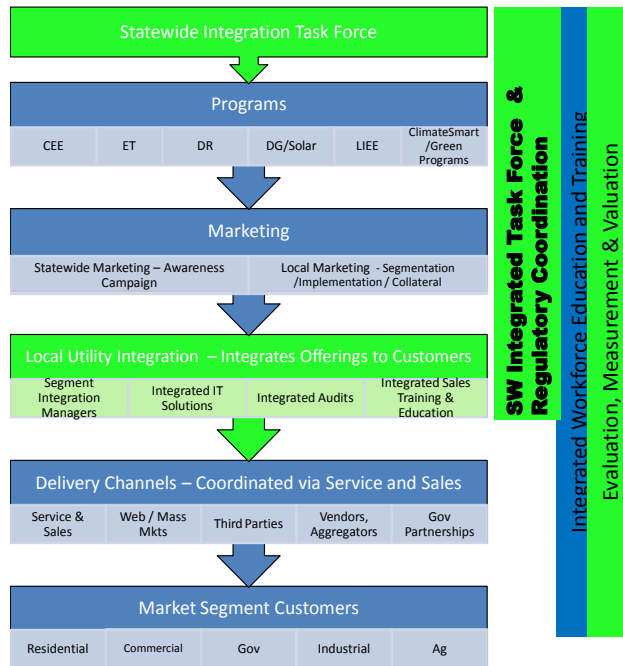 Statewide Integration Task Force
Programs
CEE
ET
DR
DG/Solar
LIEE
ClimateSmart
/Green
Programs
Marketing
Statewide Marketing – Awareness
Campaign
Local Marketing - Segmentation
/Implementation / Collateral
Local Utility Integration – Integrates Offerings to Customers
Segment
Integration
Managers
Integrated IT
Solutions
Integrated Audits
Integrated Sales
Training &
Education
Delivery Channels – Coordinated via Service and Sales
Service &
Sales
Web / Mass
Mkts
Third Parties
Vendors,
Aggregators
Gov
Partnerships
Market Segment Customers
Residential
Commercial
Gov
Industrial
Ag
SW Integrated Task Force &
Regulatory Coordination
Integrated Workforce Education and Training
Evaluation, Measurement & Valuation